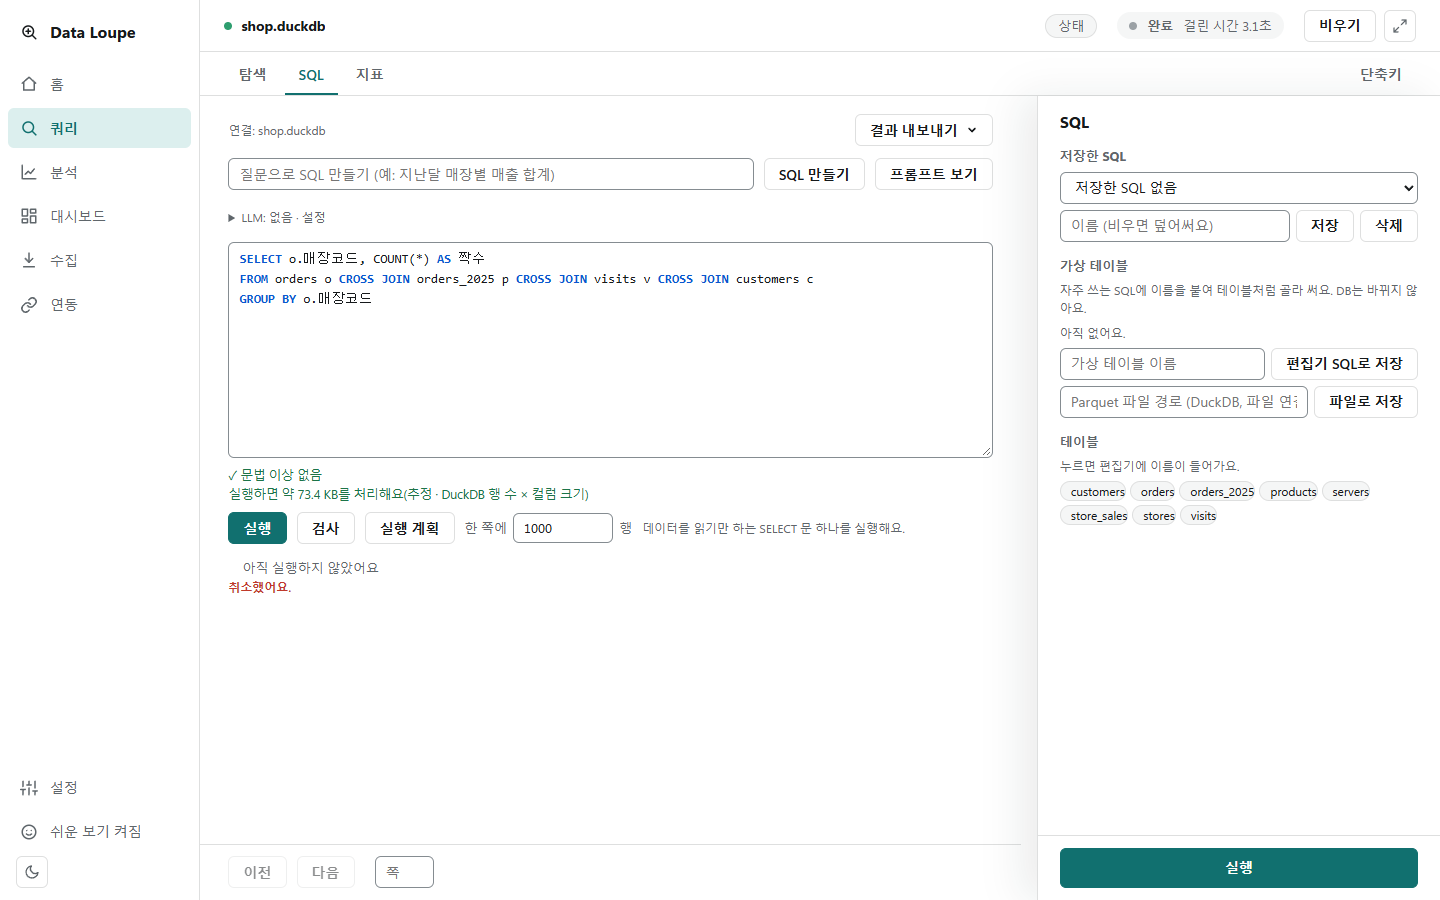 Data Loupe
홈
쿼리
분석
대시보드
수집
연동
설정
쉬운 보기 켜짐
shop.duckdb
상태
완료 걸린 시간 3.1초
비우기
탐색
SQL
지표
단축키
연결: shop.duckdb
결과 내보내기
질문으로 SQL 만들기 (예: 지난달 매장별 매출 합계)
SQL 만들기
프롬프트 보기
▶ LLM: 없음 · 설정
SELECT o.매장코드, COUNT(*) AS 짝수
FROM orders o CROSS JOIN orders_2025 p CROSS JOIN visits v CROSS JOIN customers c
GROUP BY o.매장코드
✓ 문법 이상 없음
실행하면 약 73.4 KB를 처리해요(추정 · DuckDB 행 수 × 컬럼 크기)
실행
검사
실행 계획
한 쪽에 1000 행 데이터를 읽기만 하는 SELECT 문 하나를 실행해요.
아직 실행하지 않았어요
취소했어요.
이전
다음
쪽
SQL
저장한 SQL
저장한 SQL 없음
이름 (비우면 덮어써요)
저장
삭제
가상 테이블
자주 쓰는 SQL에 이름을 붙여 테이블처럼 골라 써요. DB는 바뀌지 않
아요.
아직 없어요.
가상 테이블 이름
편집기 SQL로 저장
Parquet 파일 경로 (DuckDB, 파일 연결
파일로 저장
테이블
누르면 편집기에 이름이 들어가요.
customers orders orders_2025 products servers
store_sales stores visits
실행